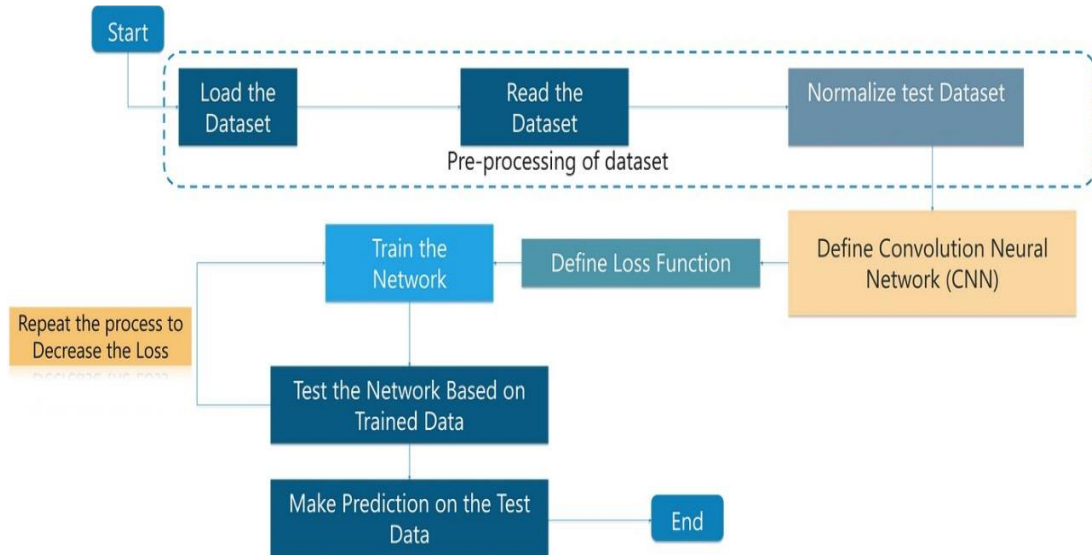 Start
Load the
Dataset
Read the
Dataset
Normalize test Dataset
Pre-processing of dataset
Define Convolution Neural
Network (CNN)
Define Loss Function
Train the
Network
Repeat the process to
Decrease the Loss
Test the Network Based on
Trained Data
Make Prediction on the Test
Data
End